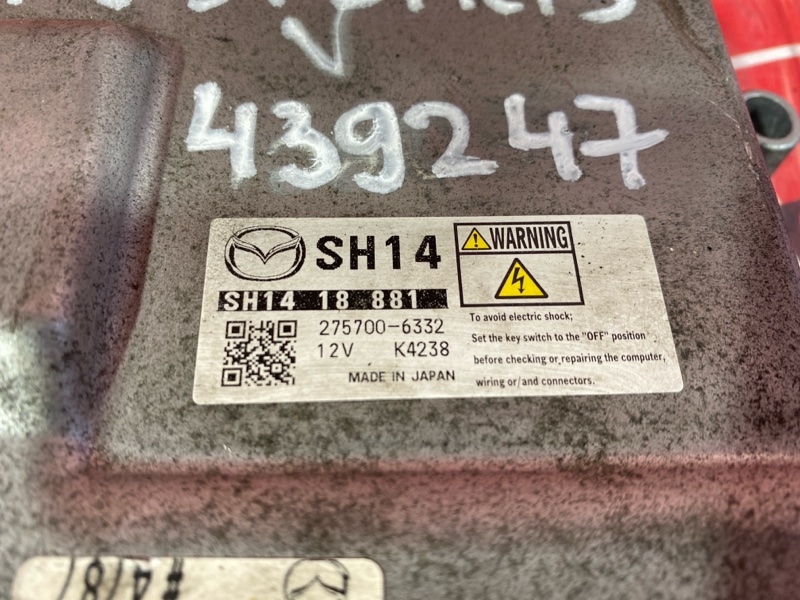 439247
SH14
WARNING
SH14 18 881
275700-6332
12V K4238
MADE IN JAPAN
To avoid electric shock;
Set the key switch to the "OFF" position
before checking or repairing the computer,
wiring or/and connectors.